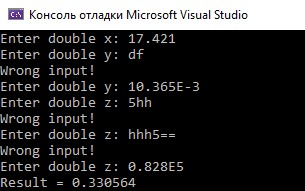 Консоль отладки Microsoft Visual Studio
Enter double x: 17.421
Enter double y: df
Wrong input!
Enter double y: 10.365E-3
Enter double z: 5hh
Wrong input!
Enter double z: hhh5==
Wrong input!
Enter double z: 0.828E5
Result = 0.330564